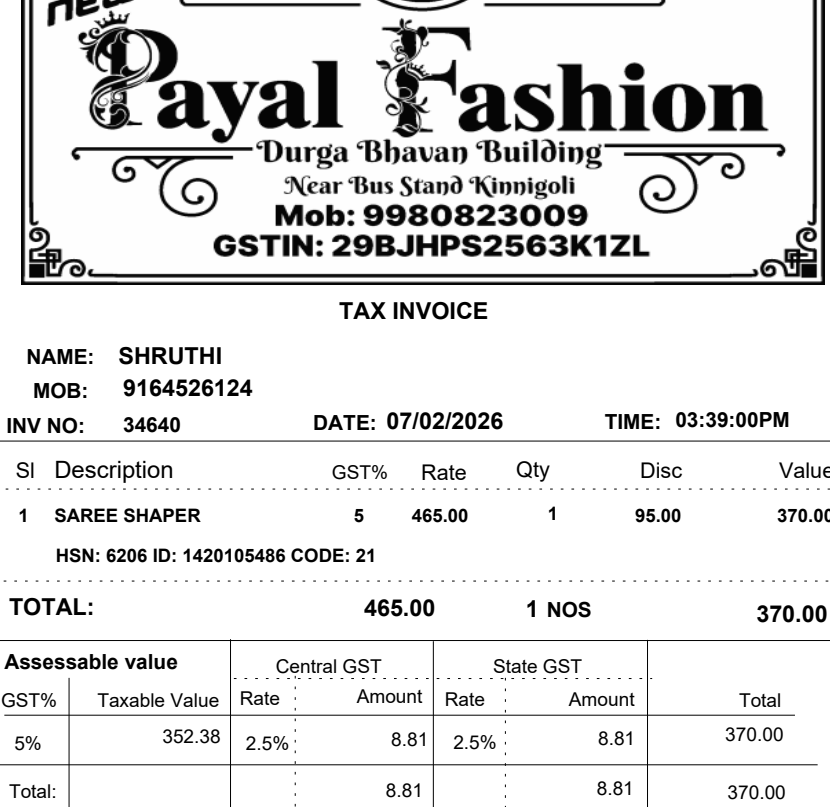 new
Payal Fashion
Durga Bhavan Building
Near Bus Stand Kinnigoli
Mob: 9980823009
GSTIN: 29BJHPS2563K1ZL
TAX INVOICE
NAME: SHRUTHI
MOB: 9164526124
INV NO: 34640 DATE: 07/02/2026 TIME: 03:39:00PM
Sl Description GST% Rate Qty Disc Value
1 SAREE SHAPER 5 465.00 1 95.00 370.00
HSN: 6206 ID: 1420105486 CODE: 21
TOTAL: 465.00 1 NOS 370.00
Assessable value Central GST State GST
GST% Taxable Value Rate Amount Rate Amount Total
5% 352.38 2.5% 8.81 2.5% 8.81 370.00
Total: 8.81 8.81 370.00